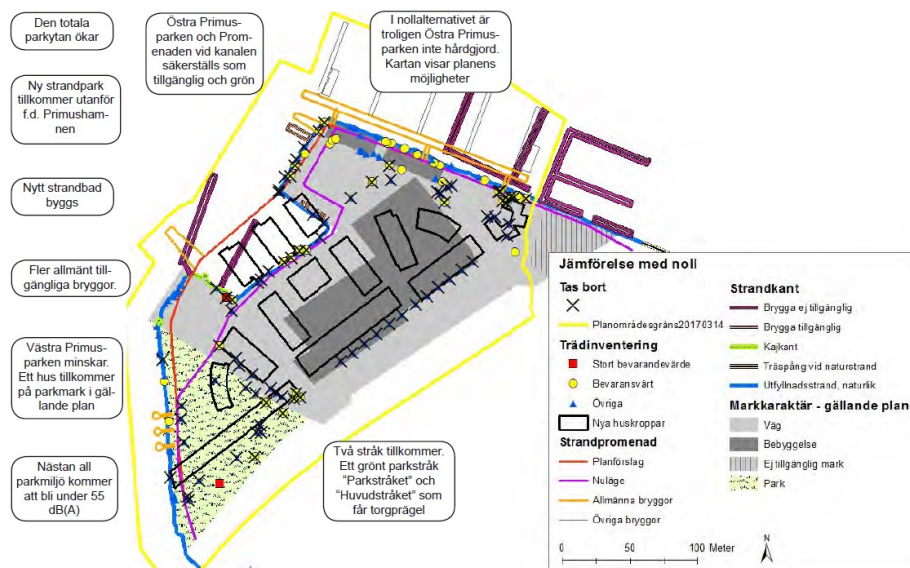 Den totala
parkytan ökar
Östra Primus-
parken och Pro-
menaden vid kanalen
säkerställs som
tillgänglig och grön
I nollalternativet är
troligen Östra Primus-
parken inte hårdgjord.
Kartan visar planens
möjligheter
Ny strandpark
tillkommer utanför
f.d. Primusham-
nen
Nytt strandbad
byggs
Fler allmänt till-
gängliga bryggor.
Västra Primus-
parken minskar.
Ett hus tillkommer
på parkmark i gäl-
lande plan
Nästan all
parkmiljö kommer
att bli under 55
dB(A)
Två stråk tillkommer.
Ett grönt parkstråk
"Parkstråket" och
"Huvudstråket" som
får torgprägel
Jämförelse med noll
Tas bort
Planområdesgräns20170314
Trädinventering
Stort bevarandevärde
Bevaransvärt
Övriga
Nya huskroppar
Strandpromenad
Planförslag
Nuläge
Allmänna bryggor
Övriga bryggor
Strandkant
Brygga ej tillgänglig
Brygga tillgänglig
Kajkant
Träspång vid naturstrand
Utfyllnadsstrand, naturlik
Markkaraktär - gällande plan
Väg
Bebyggelse
Ej tillgänglig mark
Park
0 50 100 Meter
N